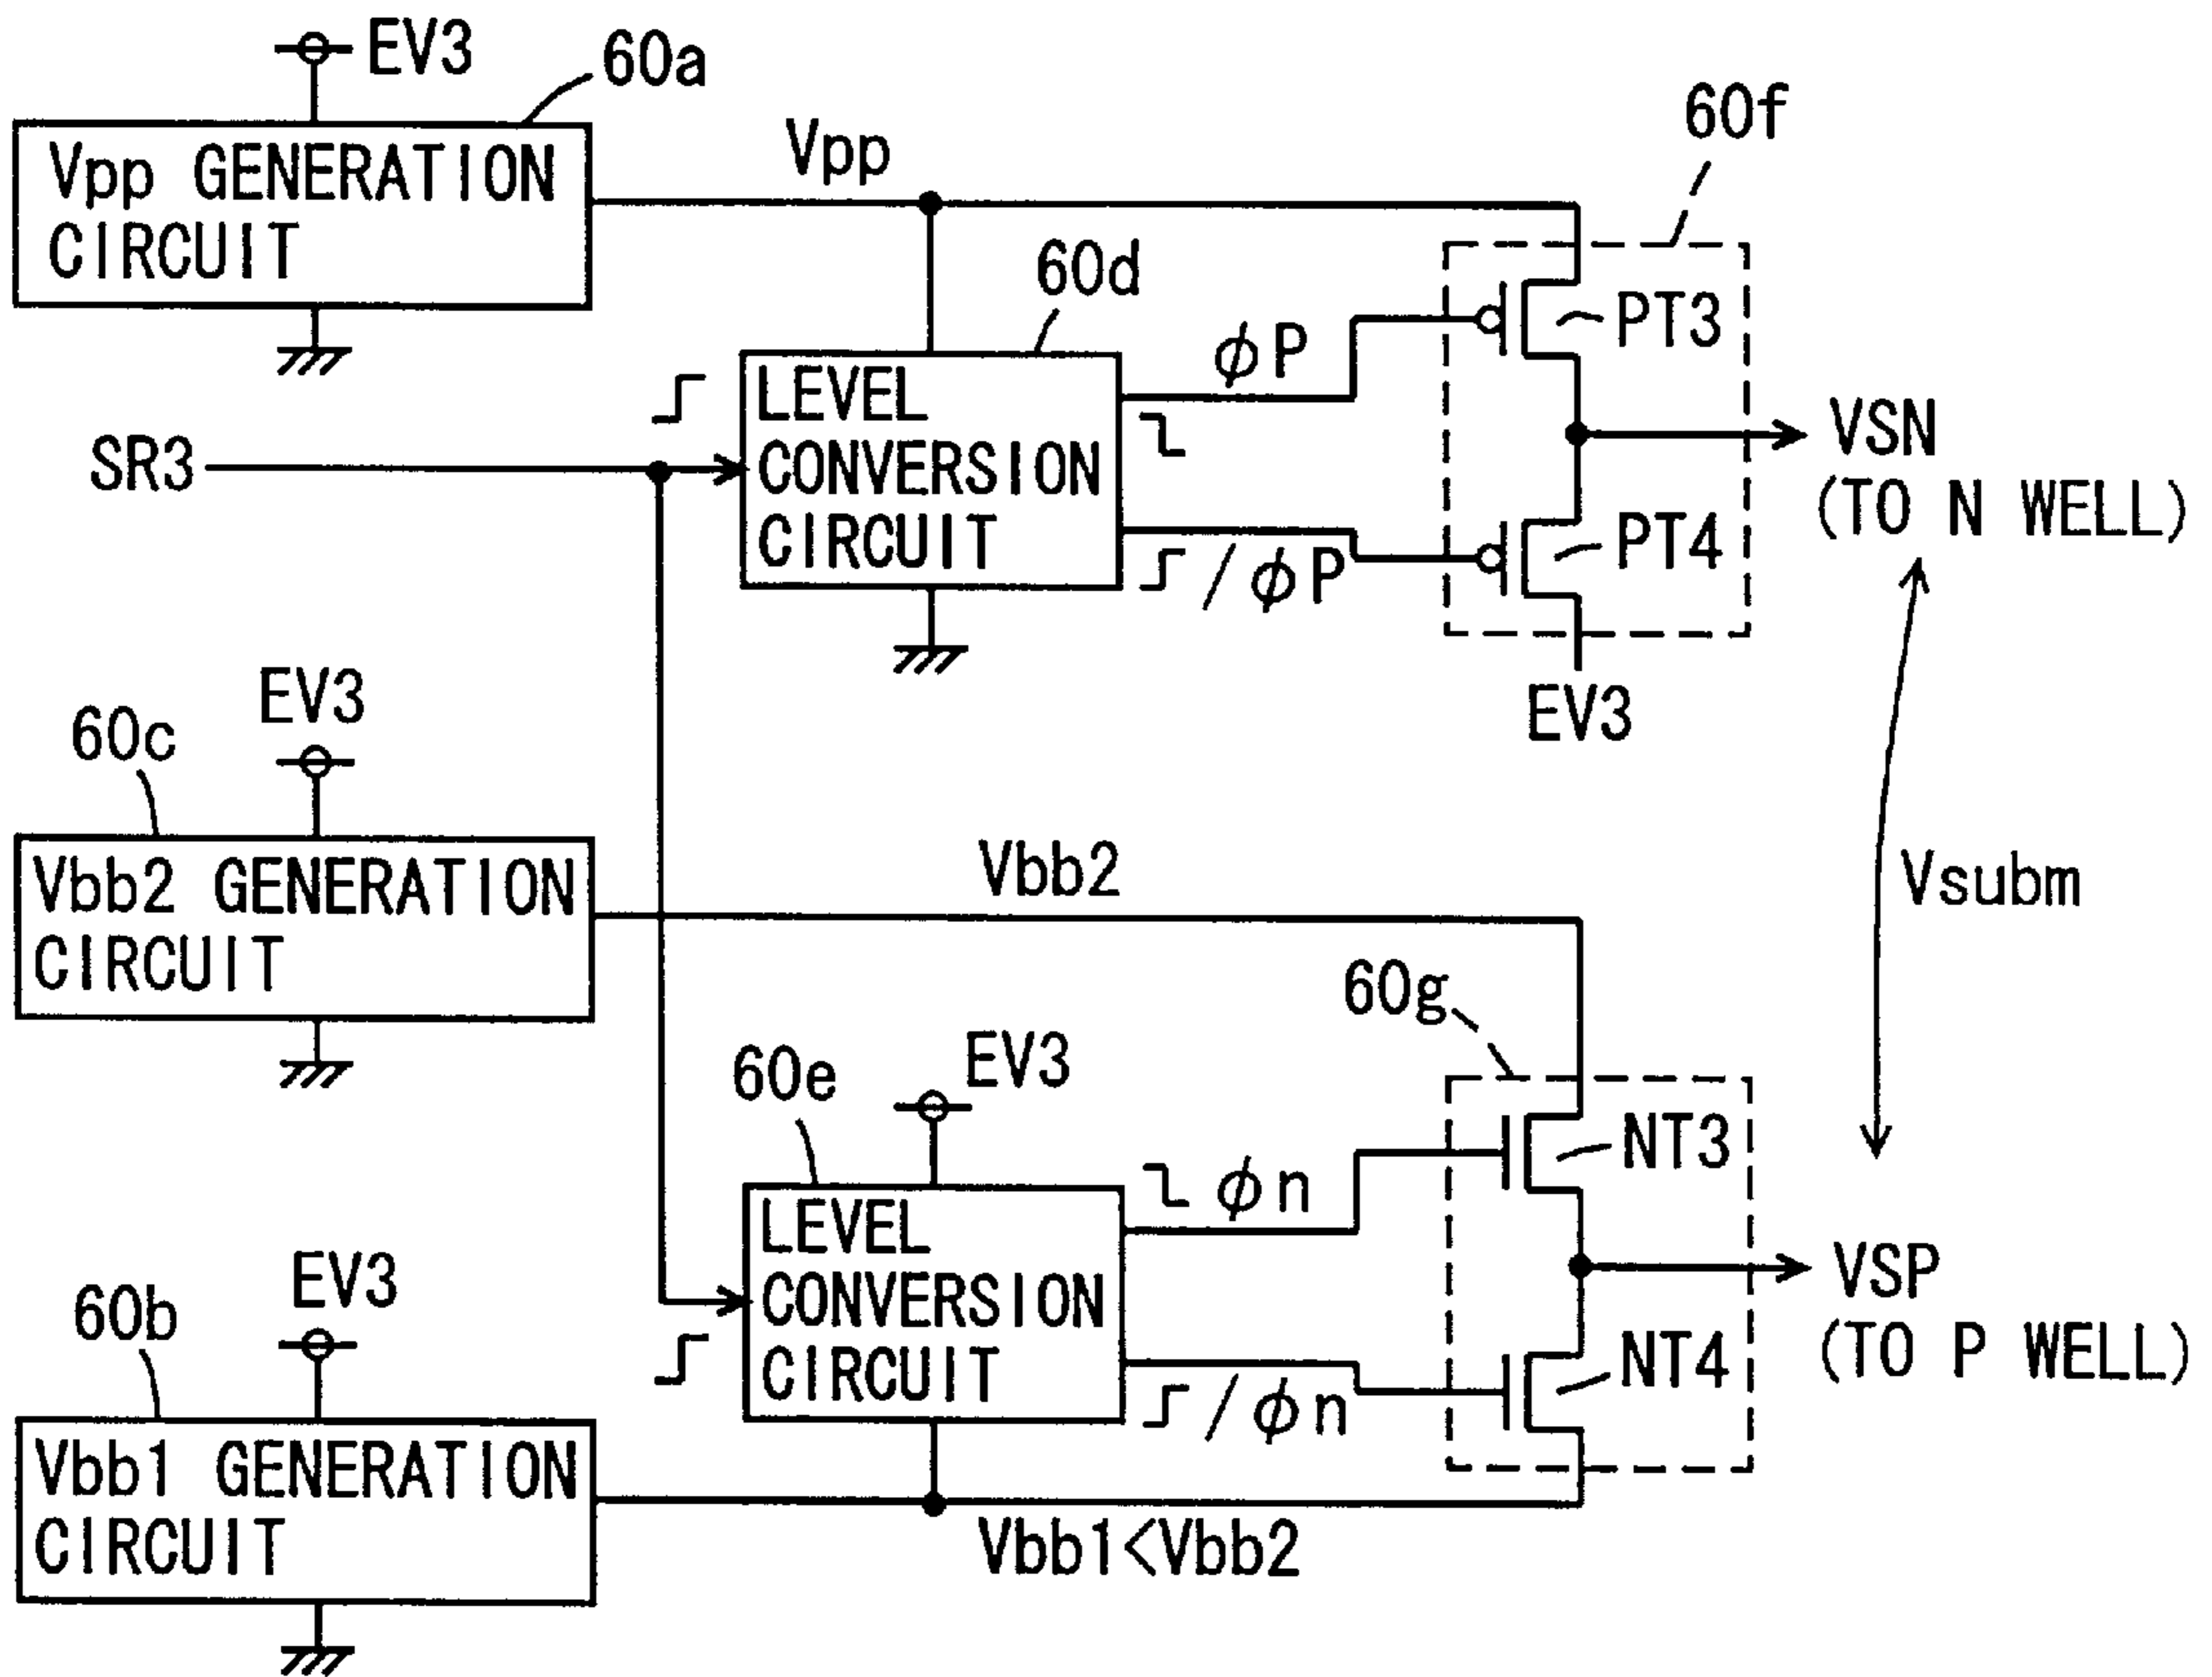 EV3
60a
Vpp GENERATION
CIRCUIT
Vpp
60f
60d
PT3
φP
LEVEL
CONVERSION
CIRCUIT
SR3
VSN
(TO N WELL)
PT4
/φP
EV3
EV3
60c
Vbb2 GENERATION
CIRCUIT
Vbb2
Vsubm
60g
EV3
60e
NT3
φn
LEVEL
CONVERSION
CIRCUIT
VSP
(TO P WELL)
NT4
/φn
EV3
60b
Vbb1 GENERATION
CIRCUIT
Vbb1<Vbb2